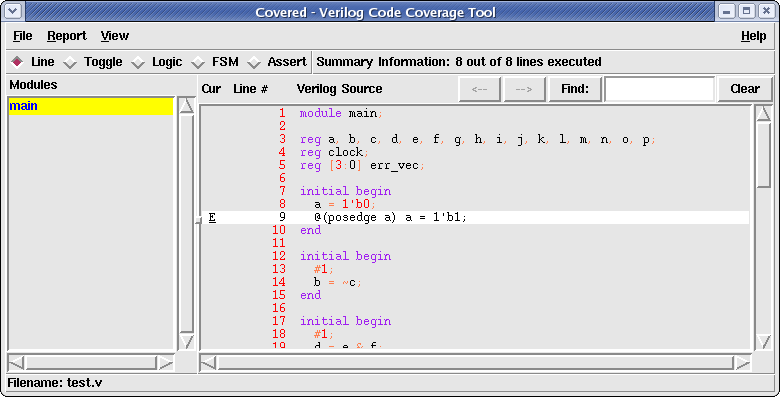 Covered - Verilog Code Coverage Tool
File Report View Help
Line Toggle Logic FSM Assert Summary Information: 8 out of 8 lines executed
Modules
Cur Line # Verilog Source <-- --> Find: Clear
main
1 module main;
2
3 reg a, b, c, d, e, f, g, h, i, j, k, l, m, n, o, p;
4 reg clock;
5 reg [3:0] err_vec;
6
7 initial begin
8 a = 1'b0;
E 9 @(posedge a) a = 1'b1;
10 end
11
12 initial begin
13 #1;
14 b = ~c;
15 end
16
17 initial begin
18 #1;
19 d = e & f;
Filename: test.v